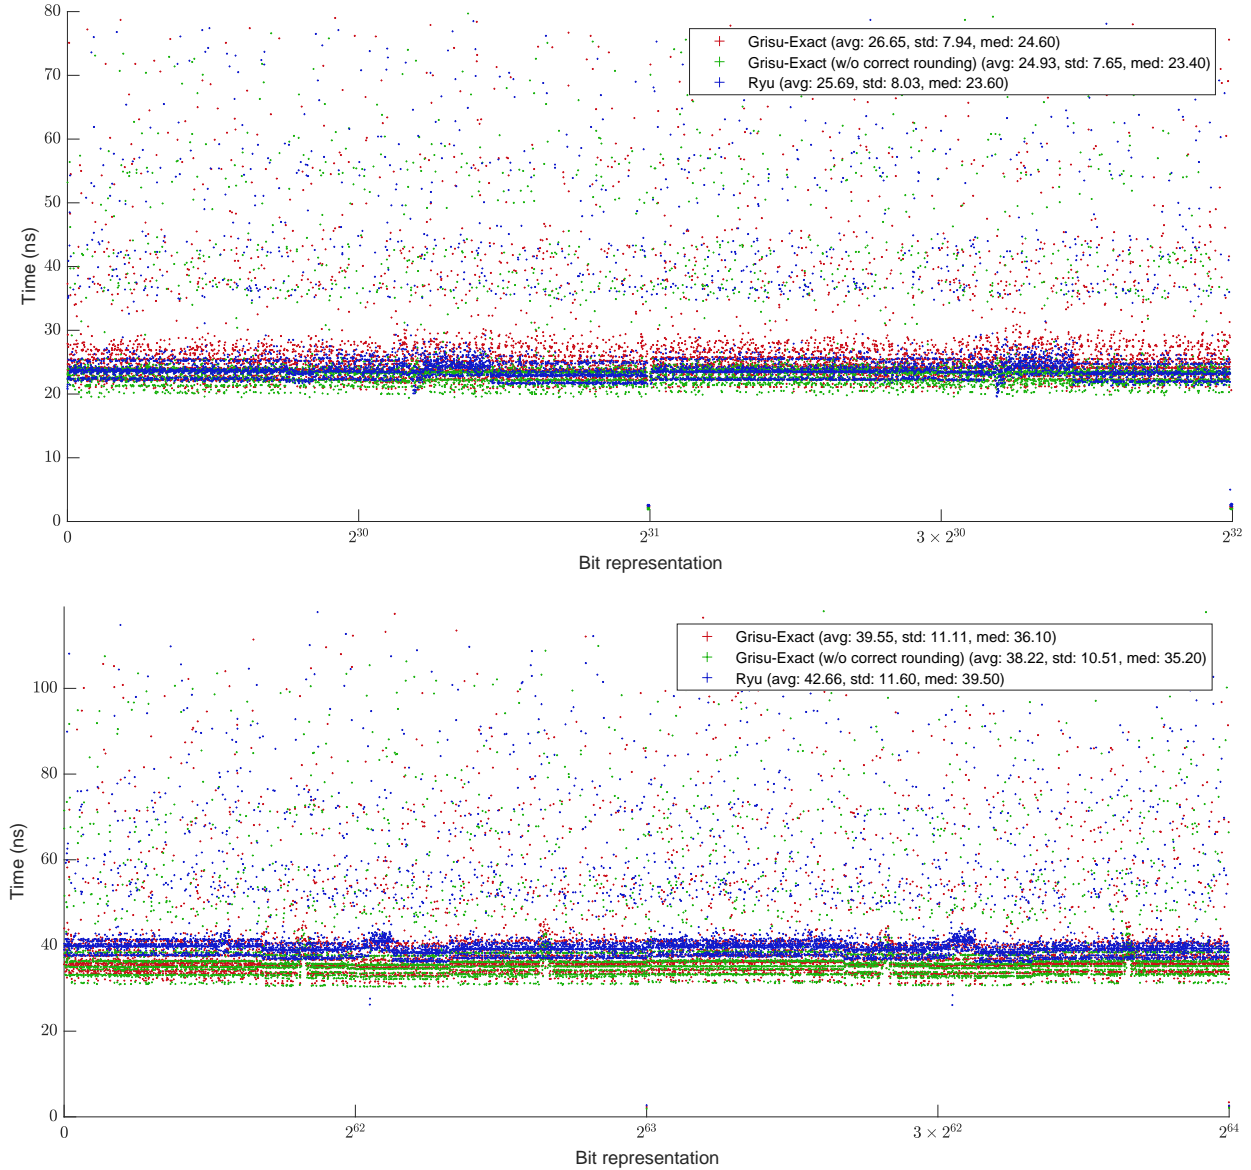 80
70
60
50
40
30
20
10
0
Time (ns)
Grisu-Exact (avg: 26.65, std: 7.94, med: 24.60)
Grisu-Exact (w/o correct rounding) (avg: 24.93, std: 7.65, med: 23.40)
Ryu (avg: 25.69, std: 8.03, med: 23.60)
0 2^30 2^31 3 × 2^30 2^32
Bit representation
100
80
60
40
20
0
Time (ns)
Grisu-Exact (avg: 39.55, std: 11.11, med: 36.10)
Grisu-Exact (w/o correct rounding) (avg: 38.22, std: 10.51, med: 35.20)
Ryu (avg: 42.66, std: 11.60, med: 39.50)
0 2^62 2^63 3 × 2^62 2^64
Bit representation